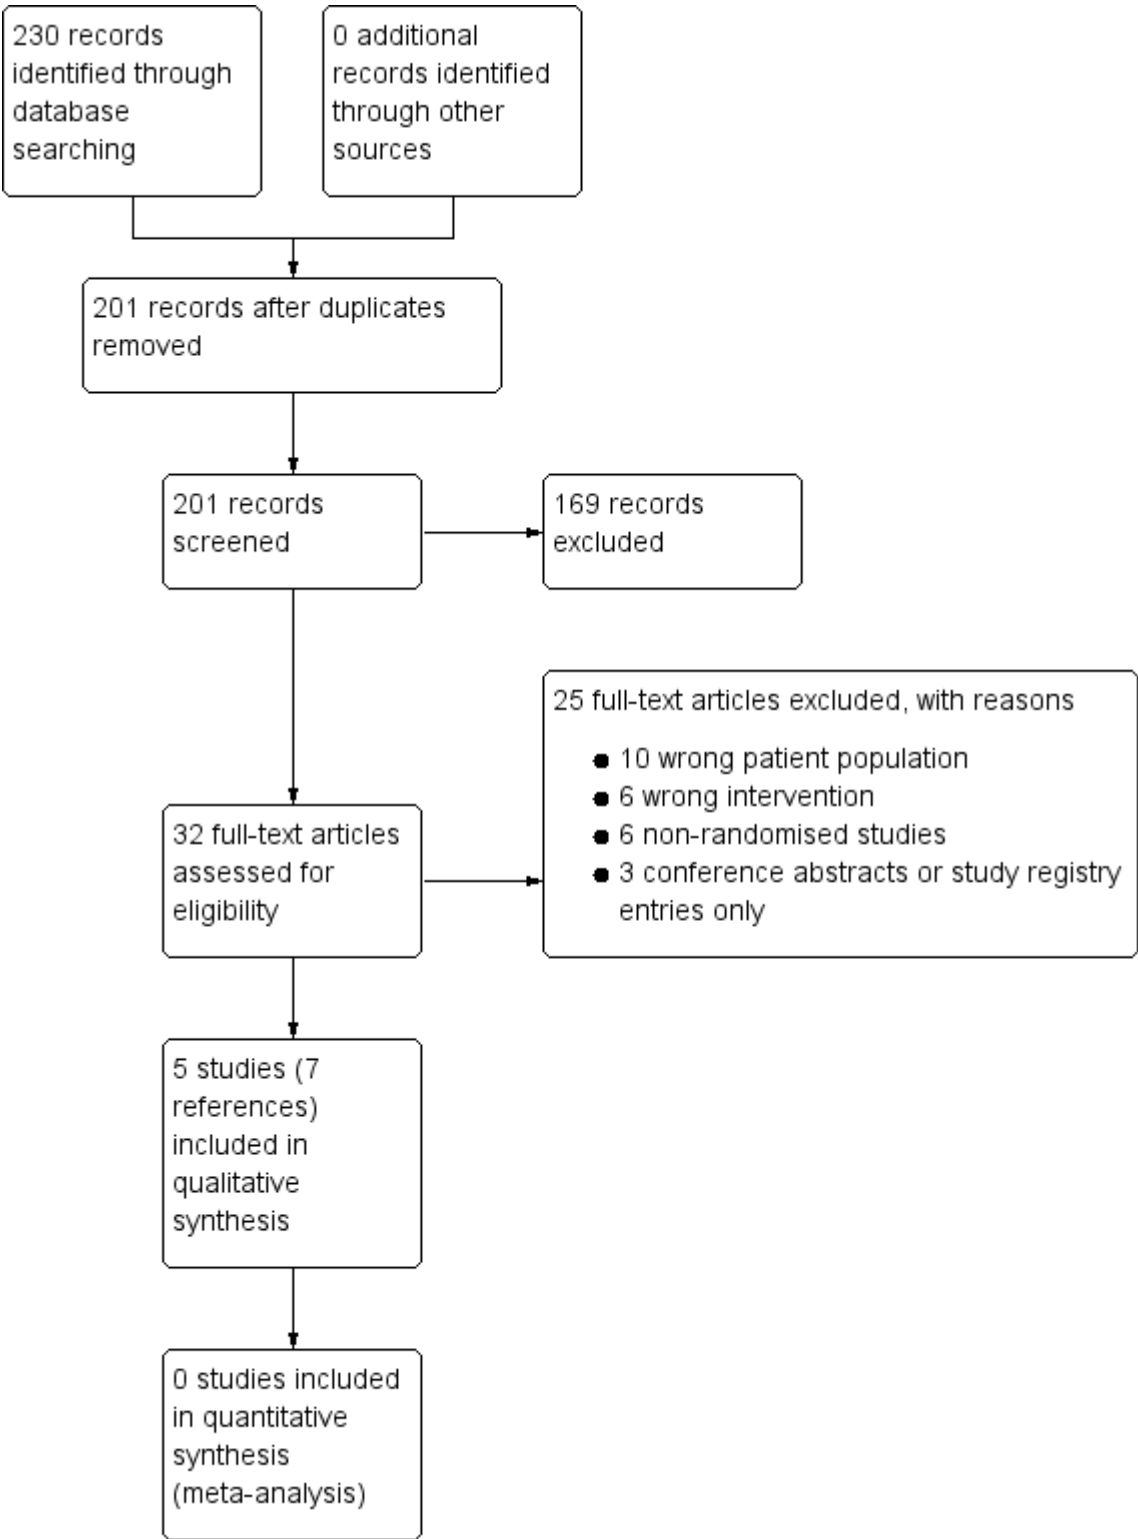 230 records
identified through
database
searching
0 additional
records identified
through other
sources
201 records after duplicates
removed
201 records
screened
169 records
excluded
25 full-text articles excluded, with reasons
● 10 wrong patient population
● 6 wrong intervention
● 6 non-randomised studies
● 3 conference abstracts or study registry
entries only
32 full-text articles
assessed for
eligibility
5 studies (7
references)
included in
qualitative
synthesis
0 studies included
in quantitative
synthesis
(meta-analysis)